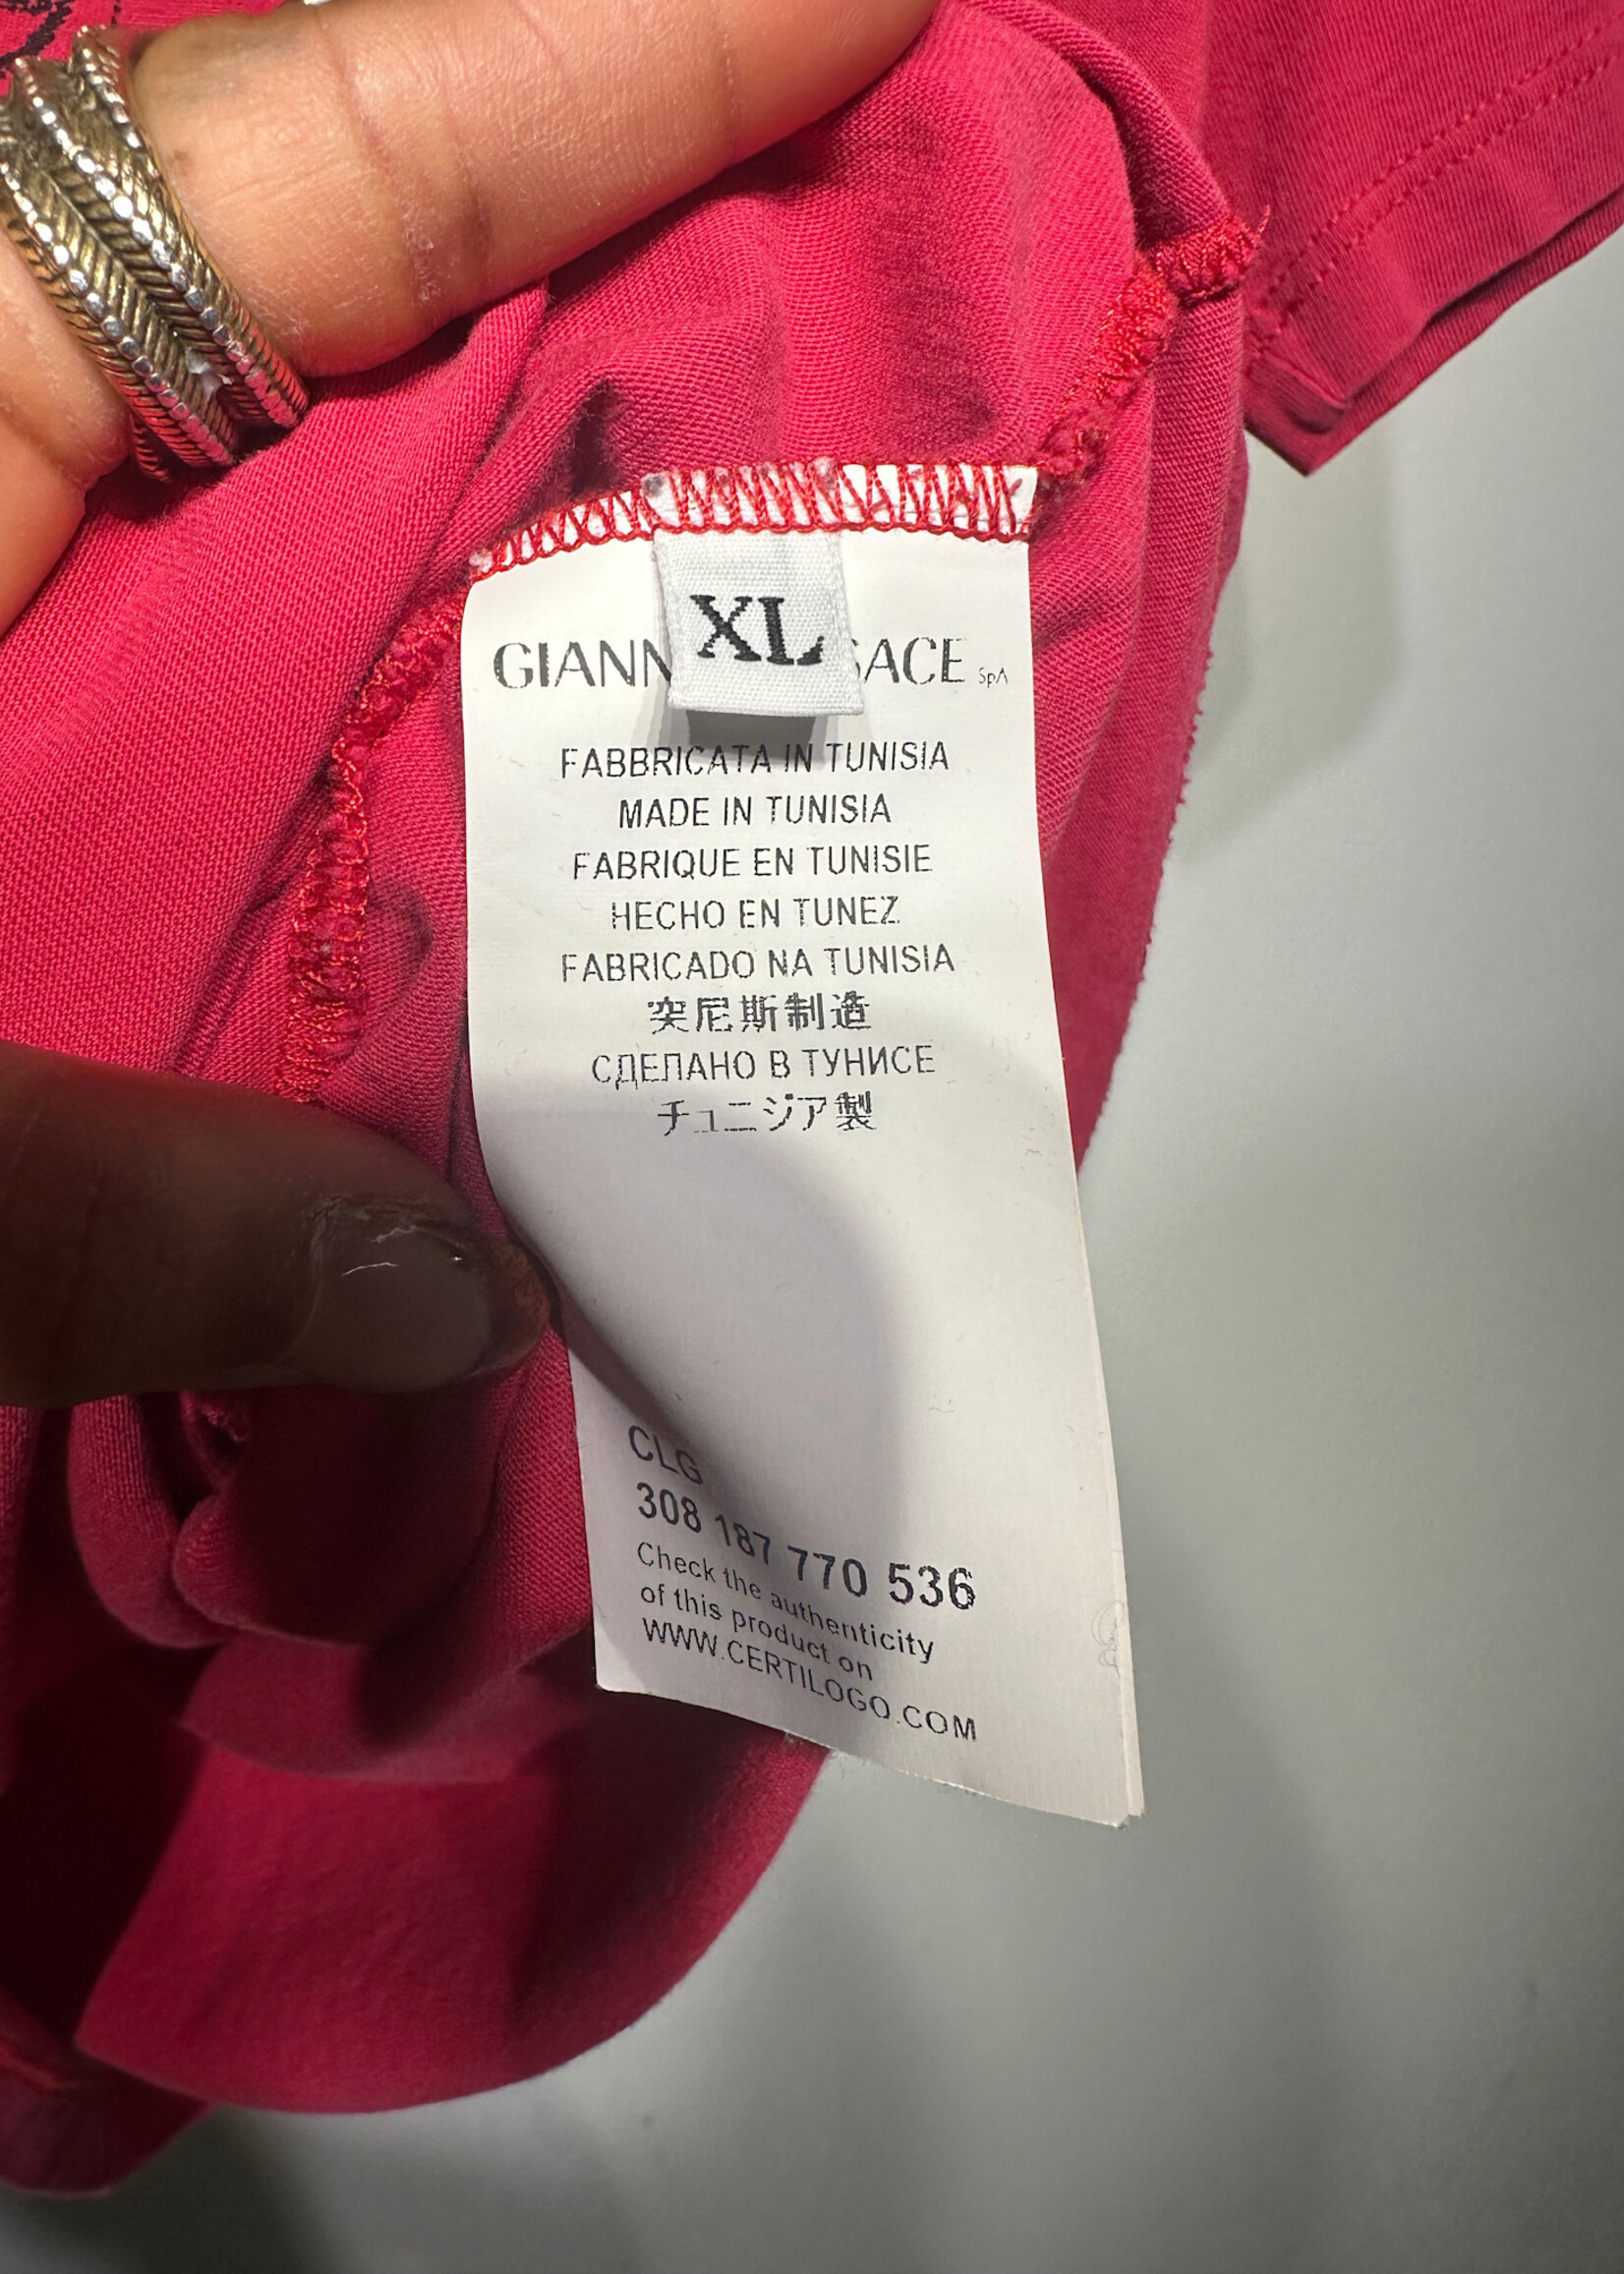 XL
GIANN SACE SpA
FABBRICATA IN TUNISIA
MADE IN TUNISIA
FABRIQUE EN TUNISIE
HECHO EN TUNEZ
FABRICADO NA TUNISIA
突尼斯制造
СДЕЛАНО В ТУНИСЕ
チュニジア製
CLG
308 187 770 536
Check the authenticity
of this product on
WWW.CERTILOGO.COM